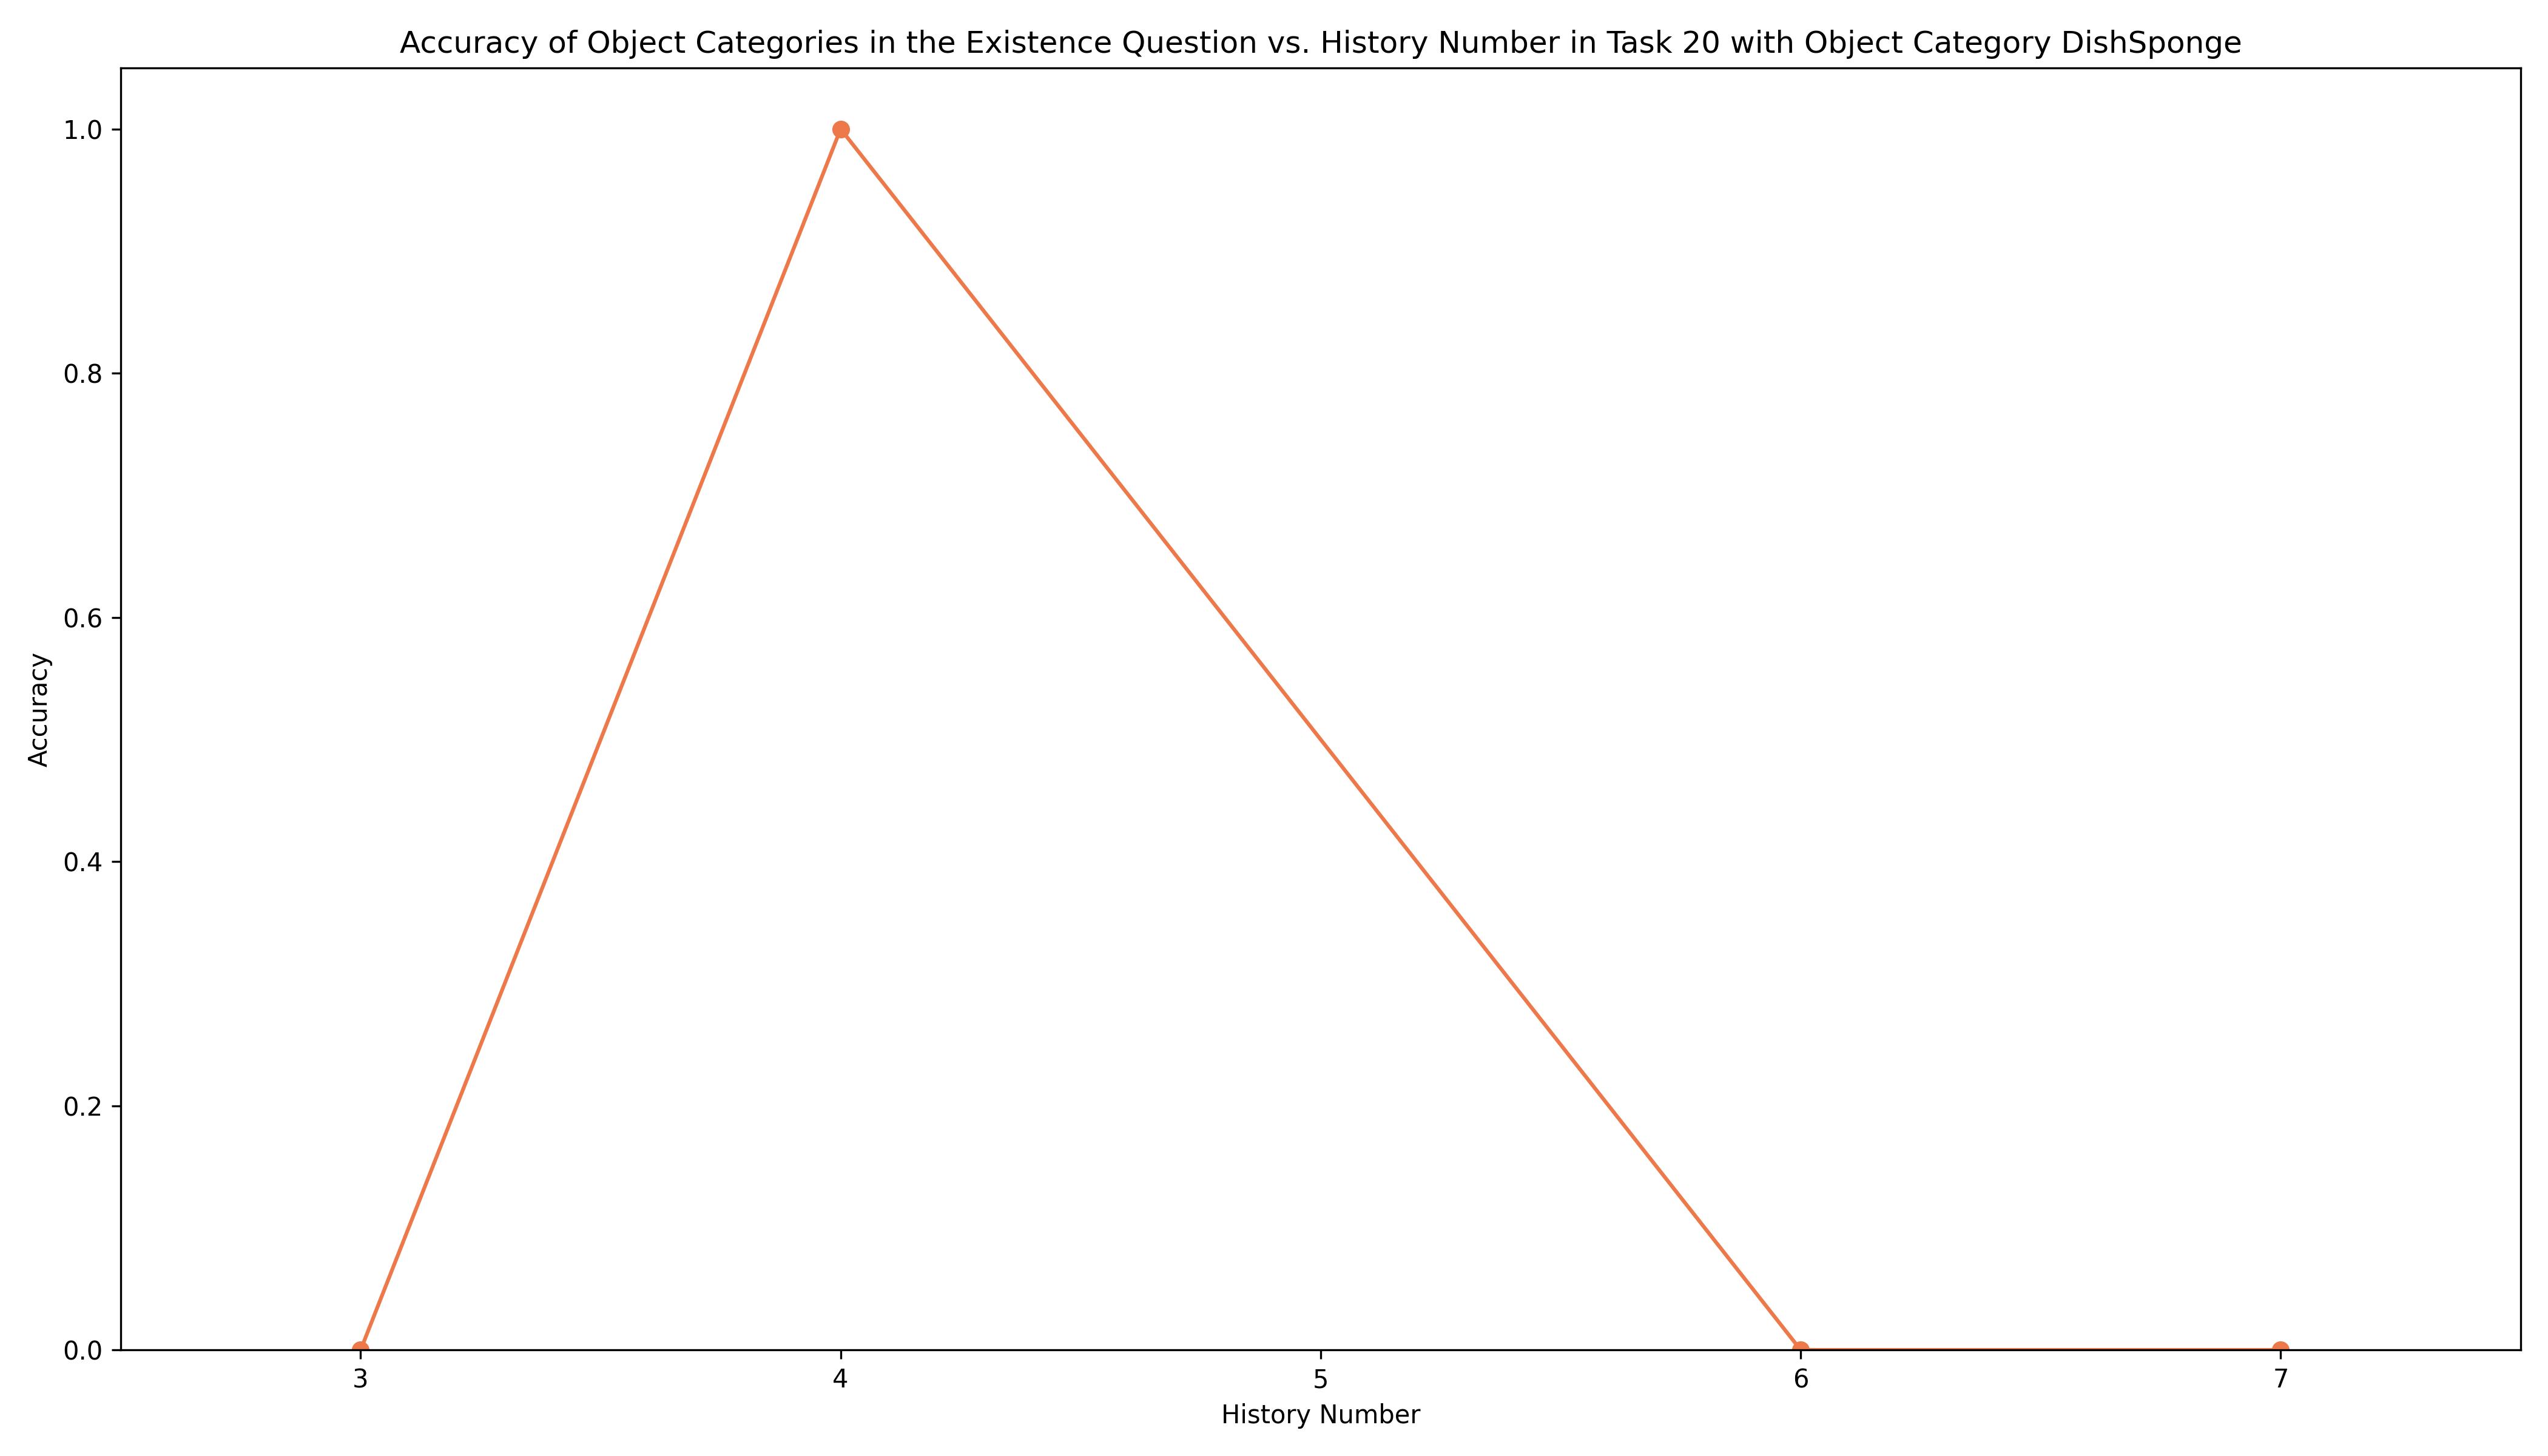 Accuracy of Object Categories in the Existence Question vs. History Number in Task 20 with Object Category DishSponge
1.0
0.8
0.6
0.4
0.2
0.0
Accuracy
3 4 5 6 7
History Number